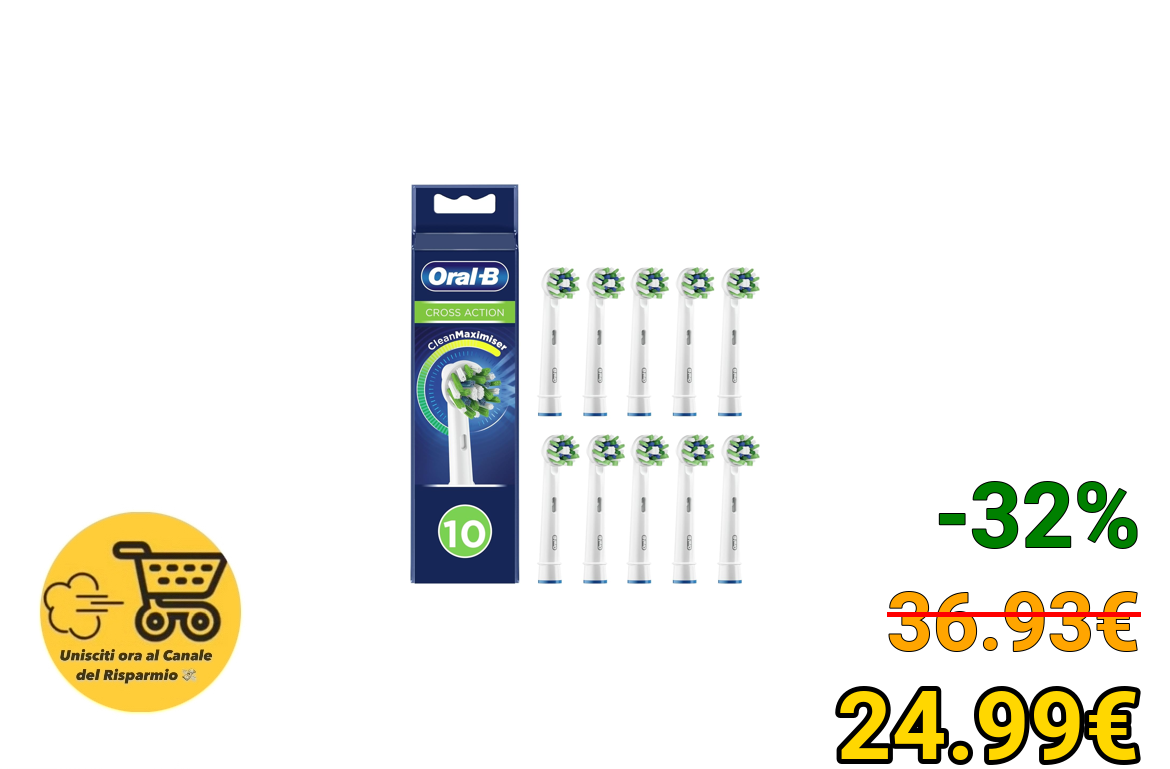 Oral-B
CROSS ACTION
CleanMaximiser
10
-32%
36.93€
24.99€
Unisciti ora al Canale
del Risparmio